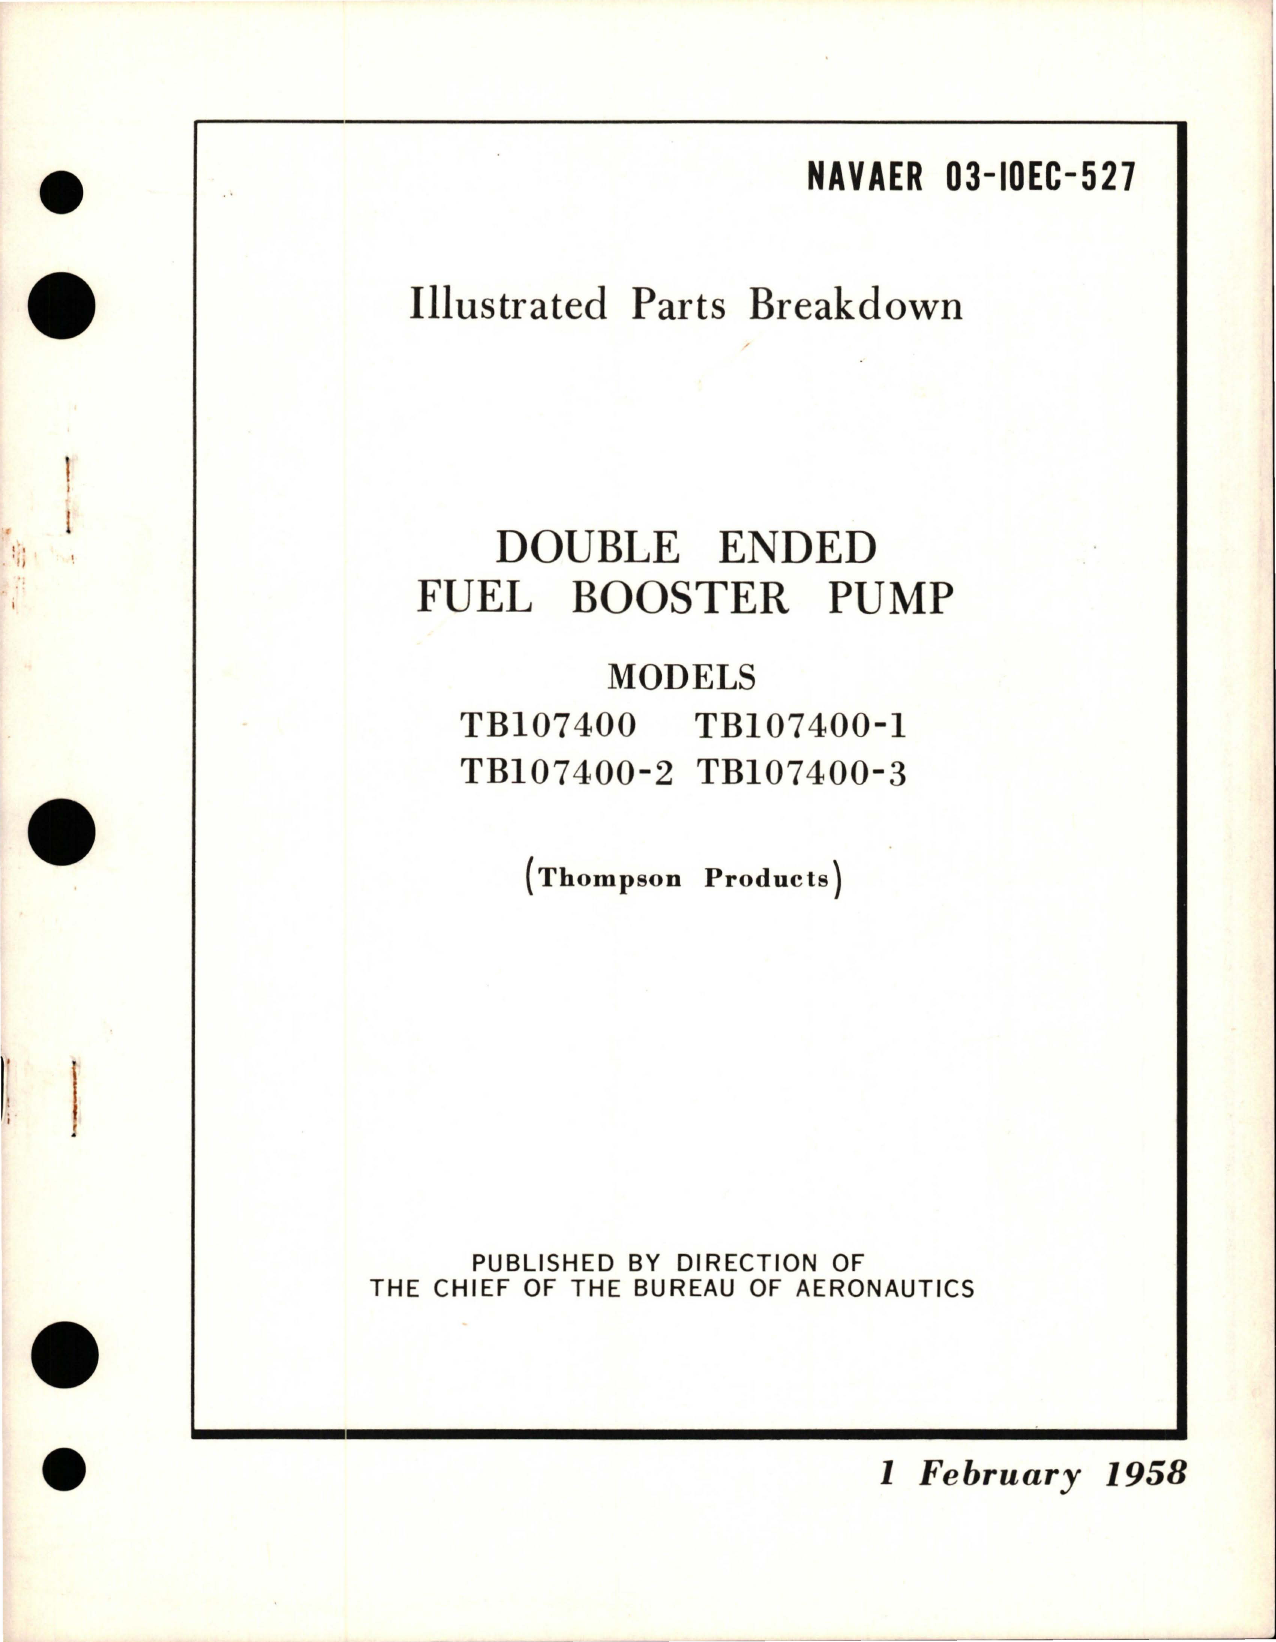 NAVAER 03-10EC-527
Illustrated Parts Breakdown
DOUBLE ENDED
FUEL BOOSTER PUMP
MODELS
TB107400 TB107400-1
TB107400-2 TB107400-3
(Thompson Products)
PUBLISHED BY DIRECTION OF
THE CHIEF OF THE BUREAU OF AERONAUTICS
1 February 1958